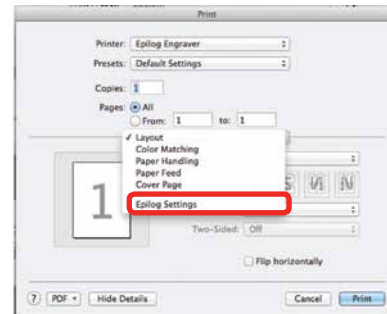 Print
Printer: Epilog Engraver
Presets: Default Settings
Copies: 1
Pages: All
From: 1 to: 1
✓ Layout
Color Matching
Paper Handling
Paper Feed
Cover Page
Epilog Settings
1
Two-Sided: Off
Flip horizontally
? PDF Hide Details Cancel Print